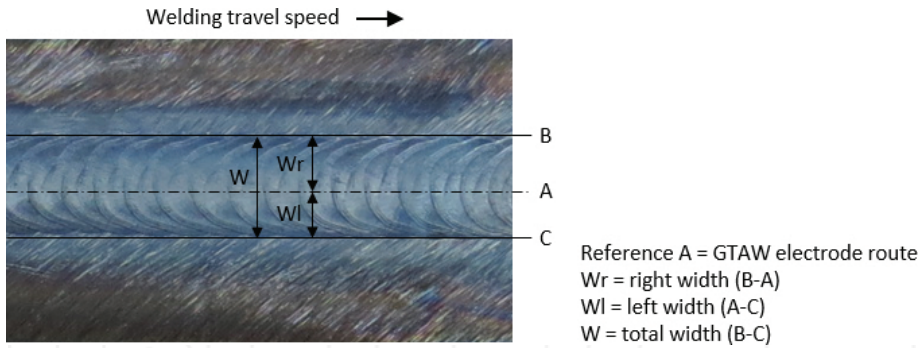 Welding travel speed
B
Wr
W
A
Wl
C
Reference A = GTAW electrode route
Wr = right width (B-A)
Wl = left width (A-C)
W = total width (B-C)